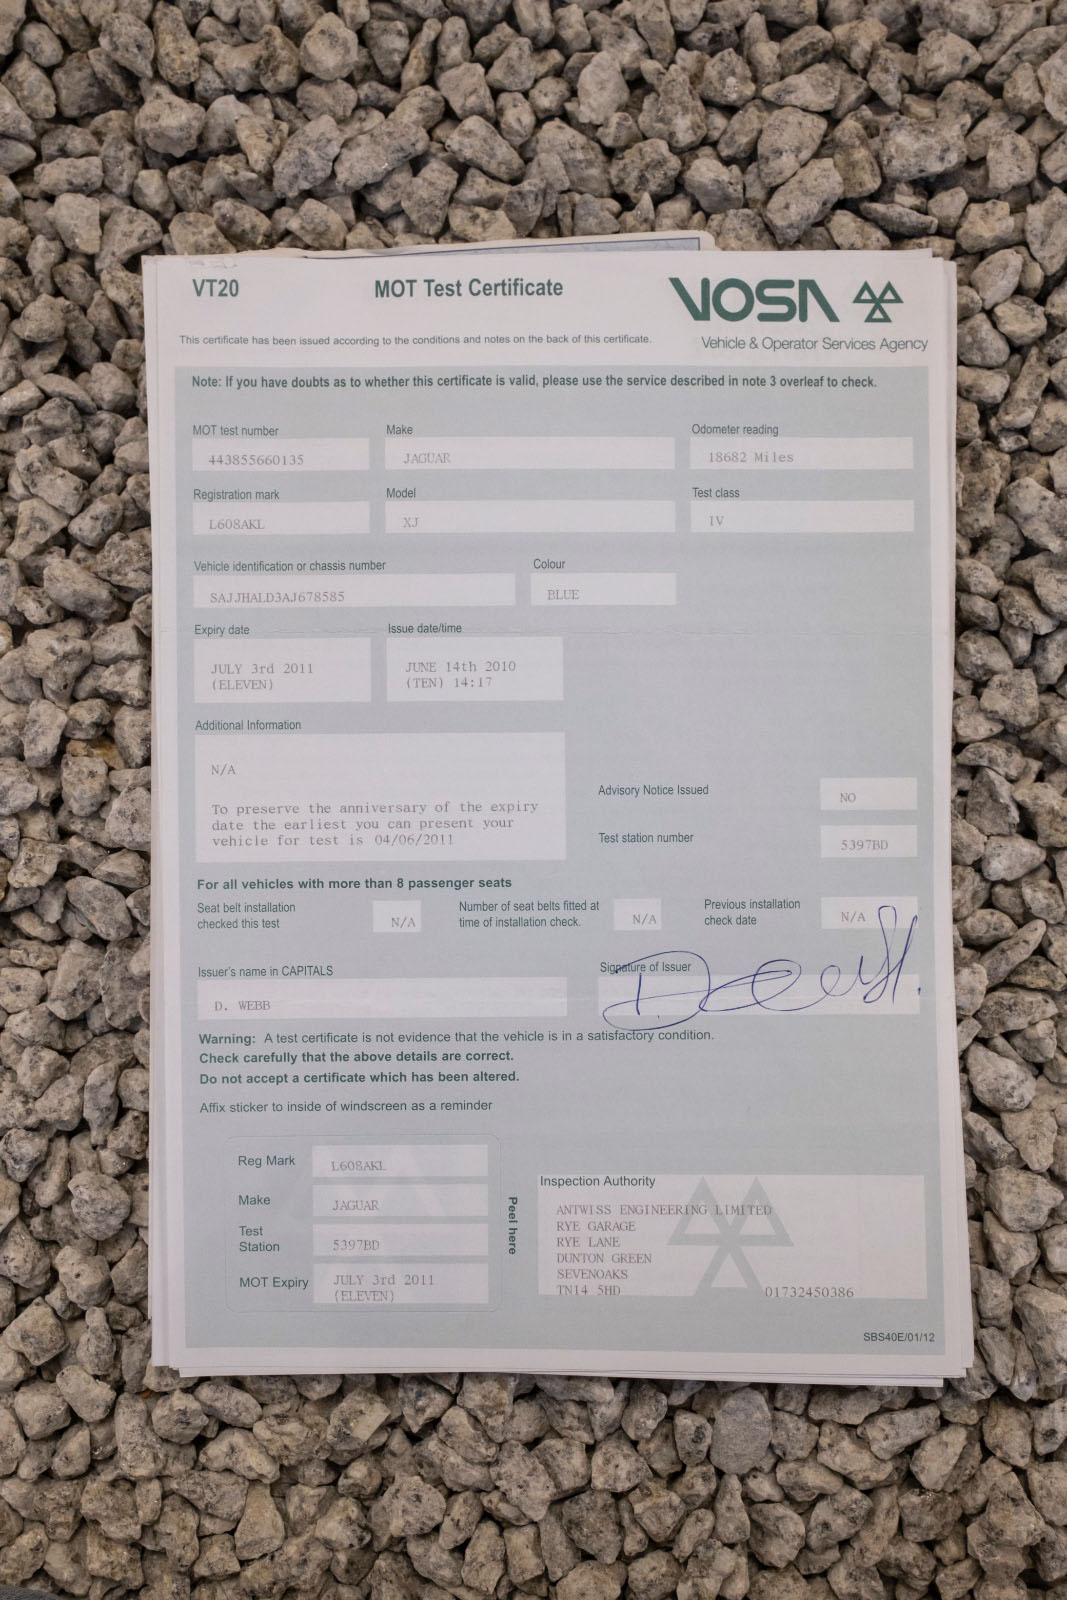 VT20
MOT Test Certificate
VOSA
This certificate has been issued according to the conditions and notes on the back of this certificate.
Vehicle & Operator Services Agency
Note: If you have doubts as to whether this certificate is valid, please use the service described in note 3 overleaf to check.
MOT test number
Make
Odometer reading
443855660135
JAGUAR
18682 Miles
Registration mark
Model
Test class
L608AKL
XJ
IV
Vehicle identification or chassis number
Colour
SAJJHALD3AJ678585
BLUE
Expiry date
Issue date/time
JULY 3rd 2011
(ELEVEN)
JUNE 14th 2010
(TEN) 14:17
Additional Information
N/A
To preserve the anniversary of the expiry
date the earliest you can present your
vehicle for test is 04/06/2011
Advisory Notice Issued
NO
Test station number
5397BD
For all vehicles with more than 8 passenger seats
Seat belt installation
checked this test
N/A
Number of seat belts fitted at
time of installation check.
N/A
Previous installation
check date
N/A
Issuer's name in CAPITALS
D. WEBB
Signature of Issuer
Warning: A test certificate is not evidence that the vehicle is in a satisfactory condition.
Check carefully that the above details are correct.
Do not accept a certificate which has been altered.
Affix sticker to inside of windscreen as a reminder
Reg Mark
L608AKL
Make
JAGUAR
Test
Station
5397BD
MOT Expiry
JULY 3rd 2011
(ELEVEN)
Peel here
Inspection Authority
ANTWISS ENGINEERING LIMITED
RYE GARAGE
RYE LANE
DUNTON GREEN
SEVENOAKS
TN14 5HD
01732450386
SBS40E/01/12